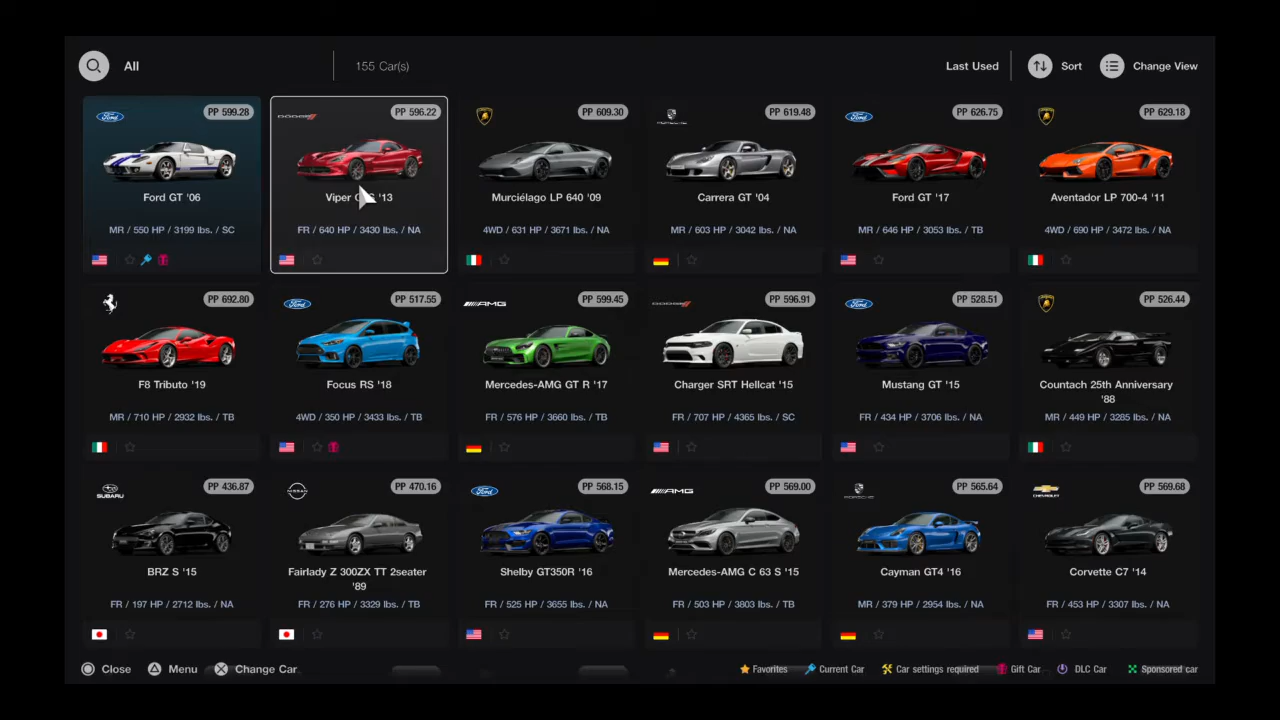 All
155 Car(s)
Last Used
Sort
Change View
Ford
PP 599.28
Ford GT '06
MR / 550 HP / 3199 lbs. / SC
PP 596.22
Viper '13
FR / 640 HP / 3430 lbs. / NA
PP 609.30
Murciélago LP 640 '09
4WD / 631 HP / 3671 lbs. / NA
PORSCHE
PP 619.48
Carrera GT '04
MR / 603 HP / 3042 lbs. / NA
Ford
PP 626.75
Ford GT '17
MR / 646 HP / 3053 lbs. / TB
PP 629.18
Aventador LP 700-4 '11
4WD / 690 HP / 3472 lbs. / NA
PP 692.80
F8 Tributo '19
MR / 710 HP / 2932 lbs. / TB
Ford
PP 517.55
Focus RS '18
4WD / 350 HP / 3433 lbs. / TB
AMG
PP 599.45
Mercedes-AMG GT R '17
FR / 576 HP / 3660 lbs. / TB
PP 596.91
Charger SRT Hellcat '15
FR / 707 HP / 4365 lbs. / SC
Ford
PP 528.51
Mustang GT '15
FR / 434 HP / 3706 lbs. / NA
PP 526.44
Countach 25th Anniversary
'88
MR / 449 HP / 3285 lbs. / NA
SUBARU
PP 436.87
BRZ S '15
FR / 197 HP / 2712 lbs. / NA
NISSAN
PP 470.16
Fairlady Z 300ZX TT 2seater
'89
FR / 276 HP / 3329 lbs. / TB
Ford
PP 568.15
Shelby GT350R '16
FR / 525 HP / 3655 lbs. / NA
AMG
PP 569.00
Mercedes-AMG C 63 S '15
FR / 503 HP / 3803 lbs. / TB
PORSCHE
PP 565.64
Cayman GT4 '16
MR / 379 HP / 2954 lbs. / NA
CHEVROLET
PP 569.68
Corvette C7 '14
FR / 453 HP / 3307 lbs. / NA
Close
Menu
Change Car
Favorites
Current Car
Car settings required
Gift Car
DLC Car
Sponsored car